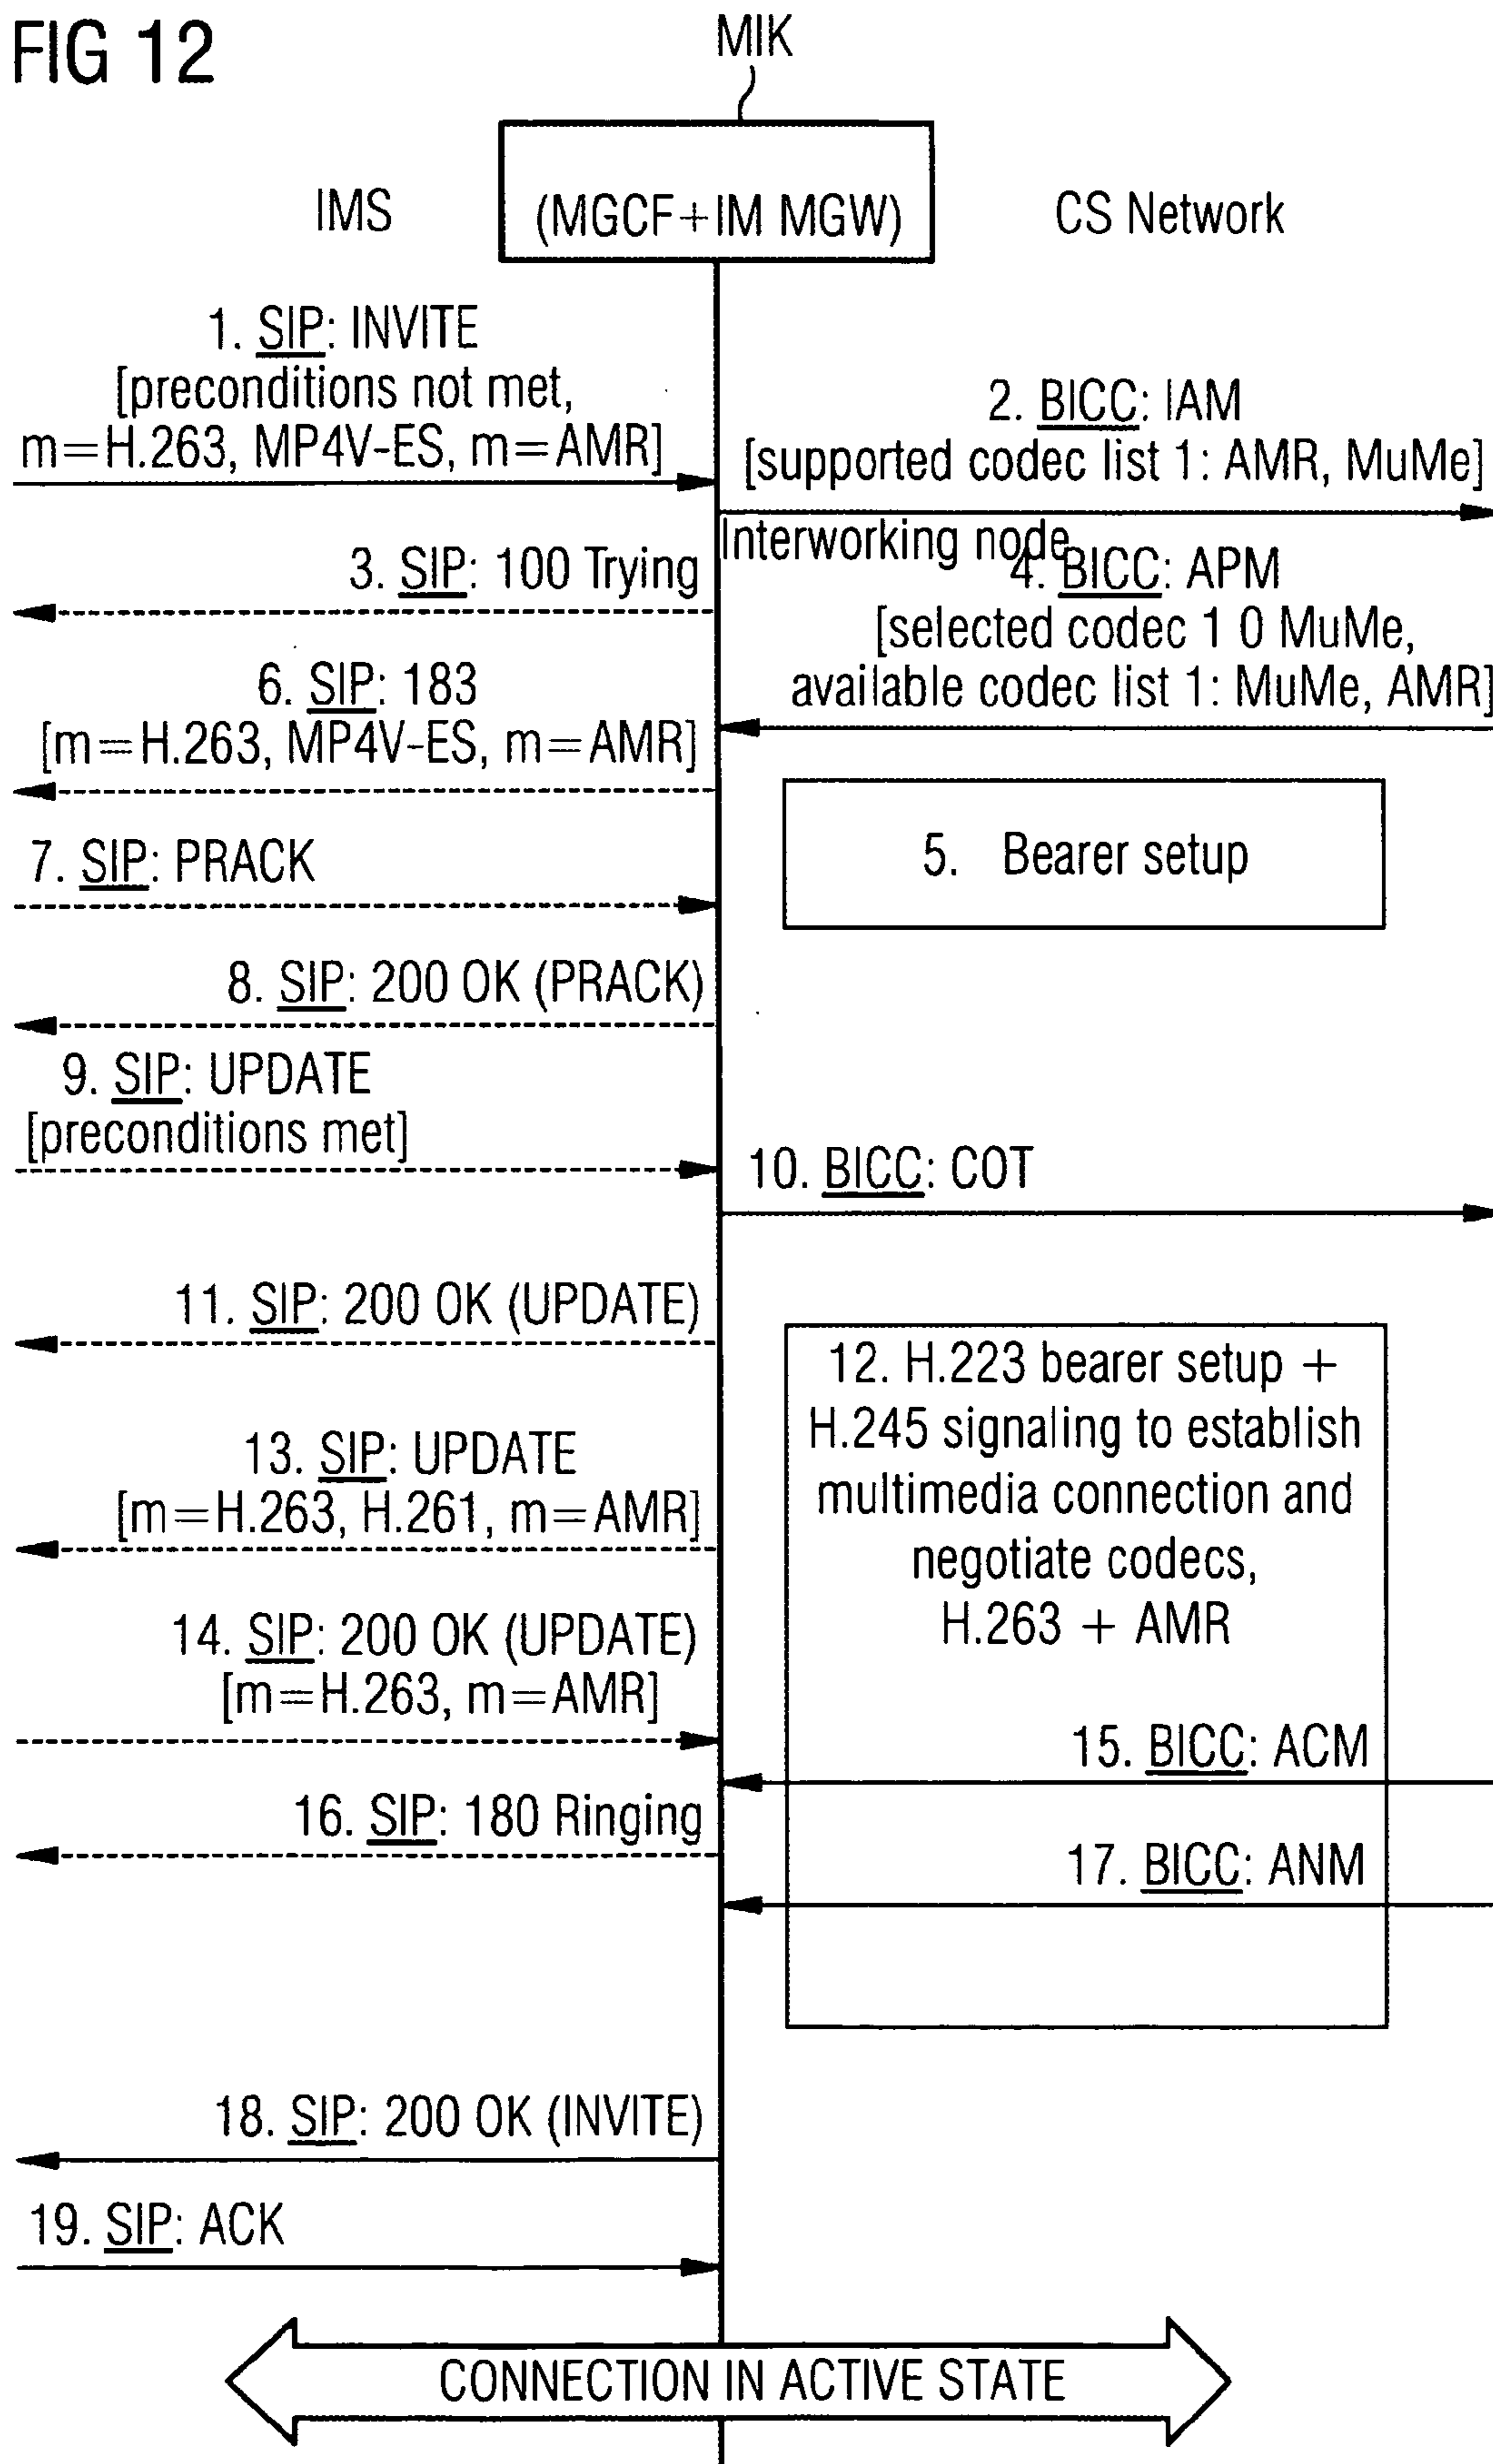 FIG 12
MIK
IMS
(MGCF+IM MGW)
CS Network
1. SIP: INVITE
[preconditions not met,
m=H.263, MP4V-ES, m=AMR]
2. BICC: IAM
[supported codec list 1: AMR, MuMe]
Interworking node
3. SIP: 100 Trying
4. BICC: APM
[selected codec 1 0 MuMe,
available codec list 1: MuMe, AMR]
6. SIP: 183
[m=H.263, MP4V-ES, m=AMR]
5. Bearer setup
7. SIP: PRACK
8. SIP: 200 OK (PRACK)
9. SIP: UPDATE
[preconditions met]
10. BICC: COT
11. SIP: 200 OK (UPDATE)
12. H.223 bearer setup +
H.245 signaling to establish
multimedia connection and
negotiate codecs,
H.263 + AMR
13. SIP: UPDATE
[m=H.263, H.261, m=AMR]
14. SIP: 200 OK (UPDATE)
[m=H.263, m=AMR]
15. BICC: ACM
16. SIP: 180 Ringing
17. BICC: ANM
18. SIP: 200 OK (INVITE)
19. SIP: ACK
CONNECTION IN ACTIVE STATE